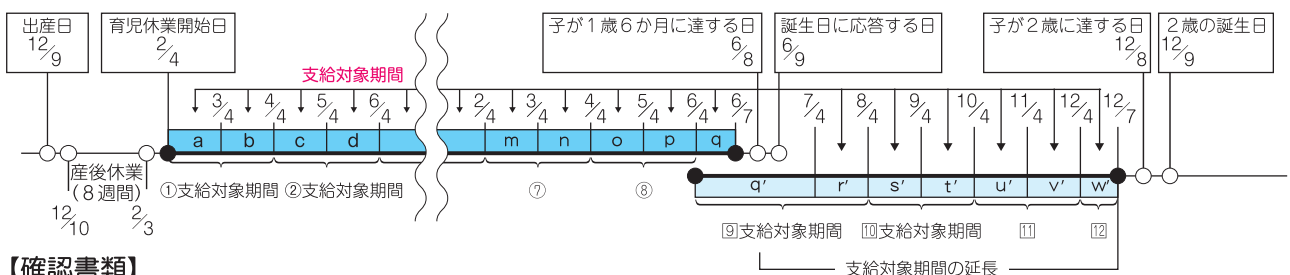 出産日
12/9
育児休業開始日
2/4
子が1歳6か月に達する日
6/8
誕生日に応答する日
6/9
子が2歳に達する日
12/8
2歳の誕生日
12/9
支給対象期間
3/4 4/4 5/4 6/4 2/4 3/4 4/4 5/4 6/4 6/7 7/4 8/4 9/4 10/4 11/4 12/4 12/7
a b c d m n o p q
産後休業
(8週間)
12/10 2/3
①支給対象期間 ②支給対象期間 ⑦ ⑧
q' r' s' t' u' v' w'
9支給対象期間 10支給対象期間 11 12
支給対象期間の延長
【確認書類】